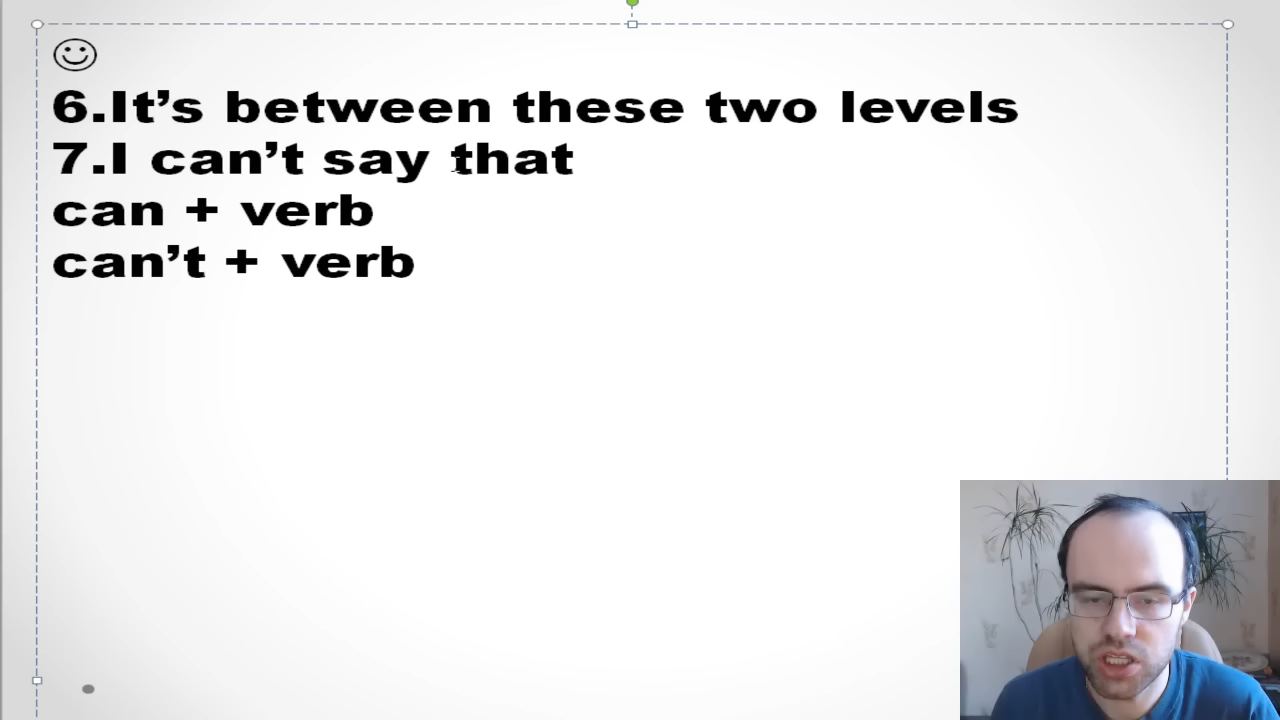 ☺
6.It’s between these two levels
7.I can’t say that
can + verb
can’t + verb